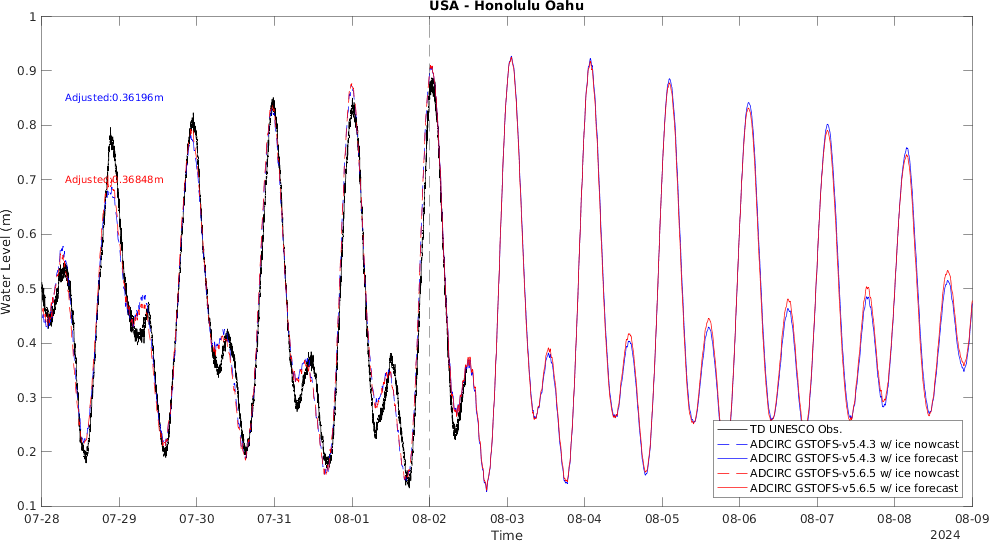 USA - Honolulu Oahu
1
0.9
0.8
0.7
0.6
0.5
0.4
0.3
0.2
0.1
Water Level (m)
Adjusted:0.36196m
Adjusted:0.36848m
TD UNESCO Obs.
ADCIRC GSTOFS-v5.4.3 w/ ice nowcast
ADCIRC GSTOFS-v5.4.3 w/ ice forecast
ADCIRC GSTOFS-v5.6.5 w/ ice nowcast
ADCIRC GSTOFS-v5.6.5 w/ ice forecast
07-28 07-29 07-30 07-31 08-01 08-02 08-03 08-04 08-05 08-06 08-07 08-08 08-09
Time
2024